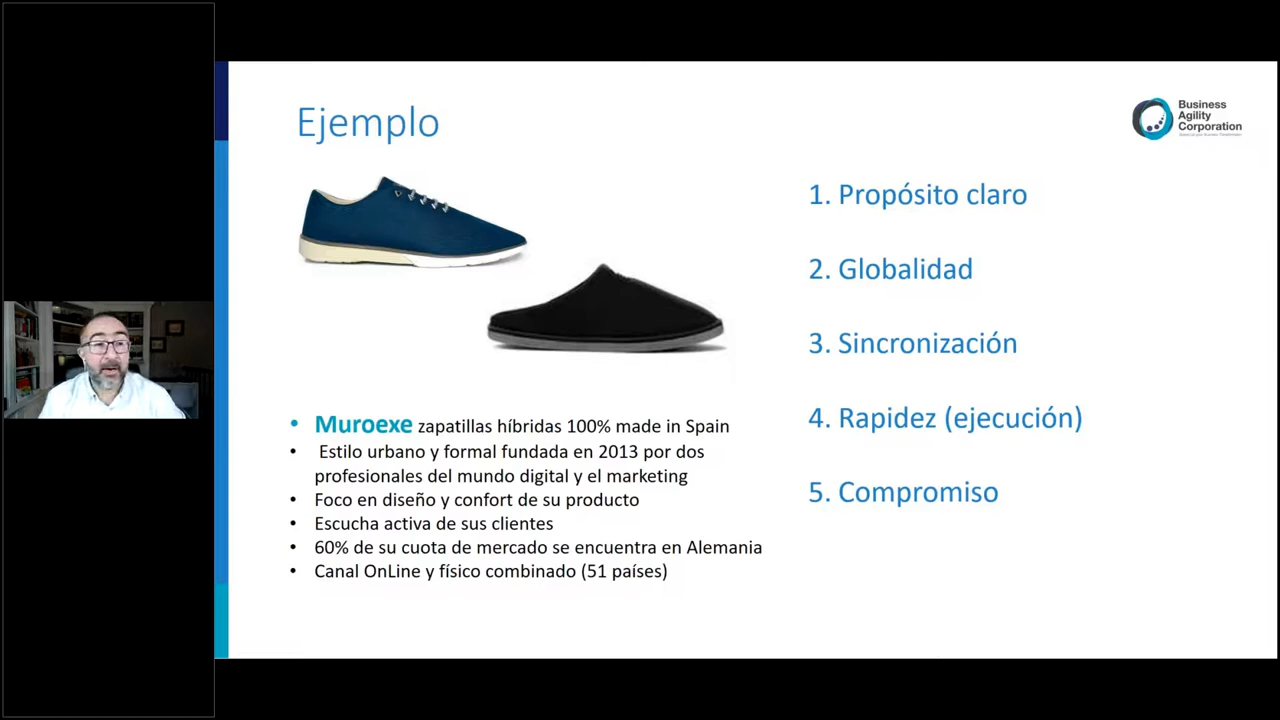 Ejemplo
Business
Agility
Corporation
• Muroexe zapatillas híbridas 100% made in Spain
• Estilo urbano y formal fundada en 2013 por dos
profesionales del mundo digital y el marketing
• Foco en diseño y confort de su producto
• Escucha activa de sus clientes
• 60% de su cuota de mercado se encuentra en Alemania
• Canal OnLine y físico combinado (51 países)
1. Propósito claro
2. Globalidad
3. Sincronización
4. Rapidez (ejecución)
5. Compromiso